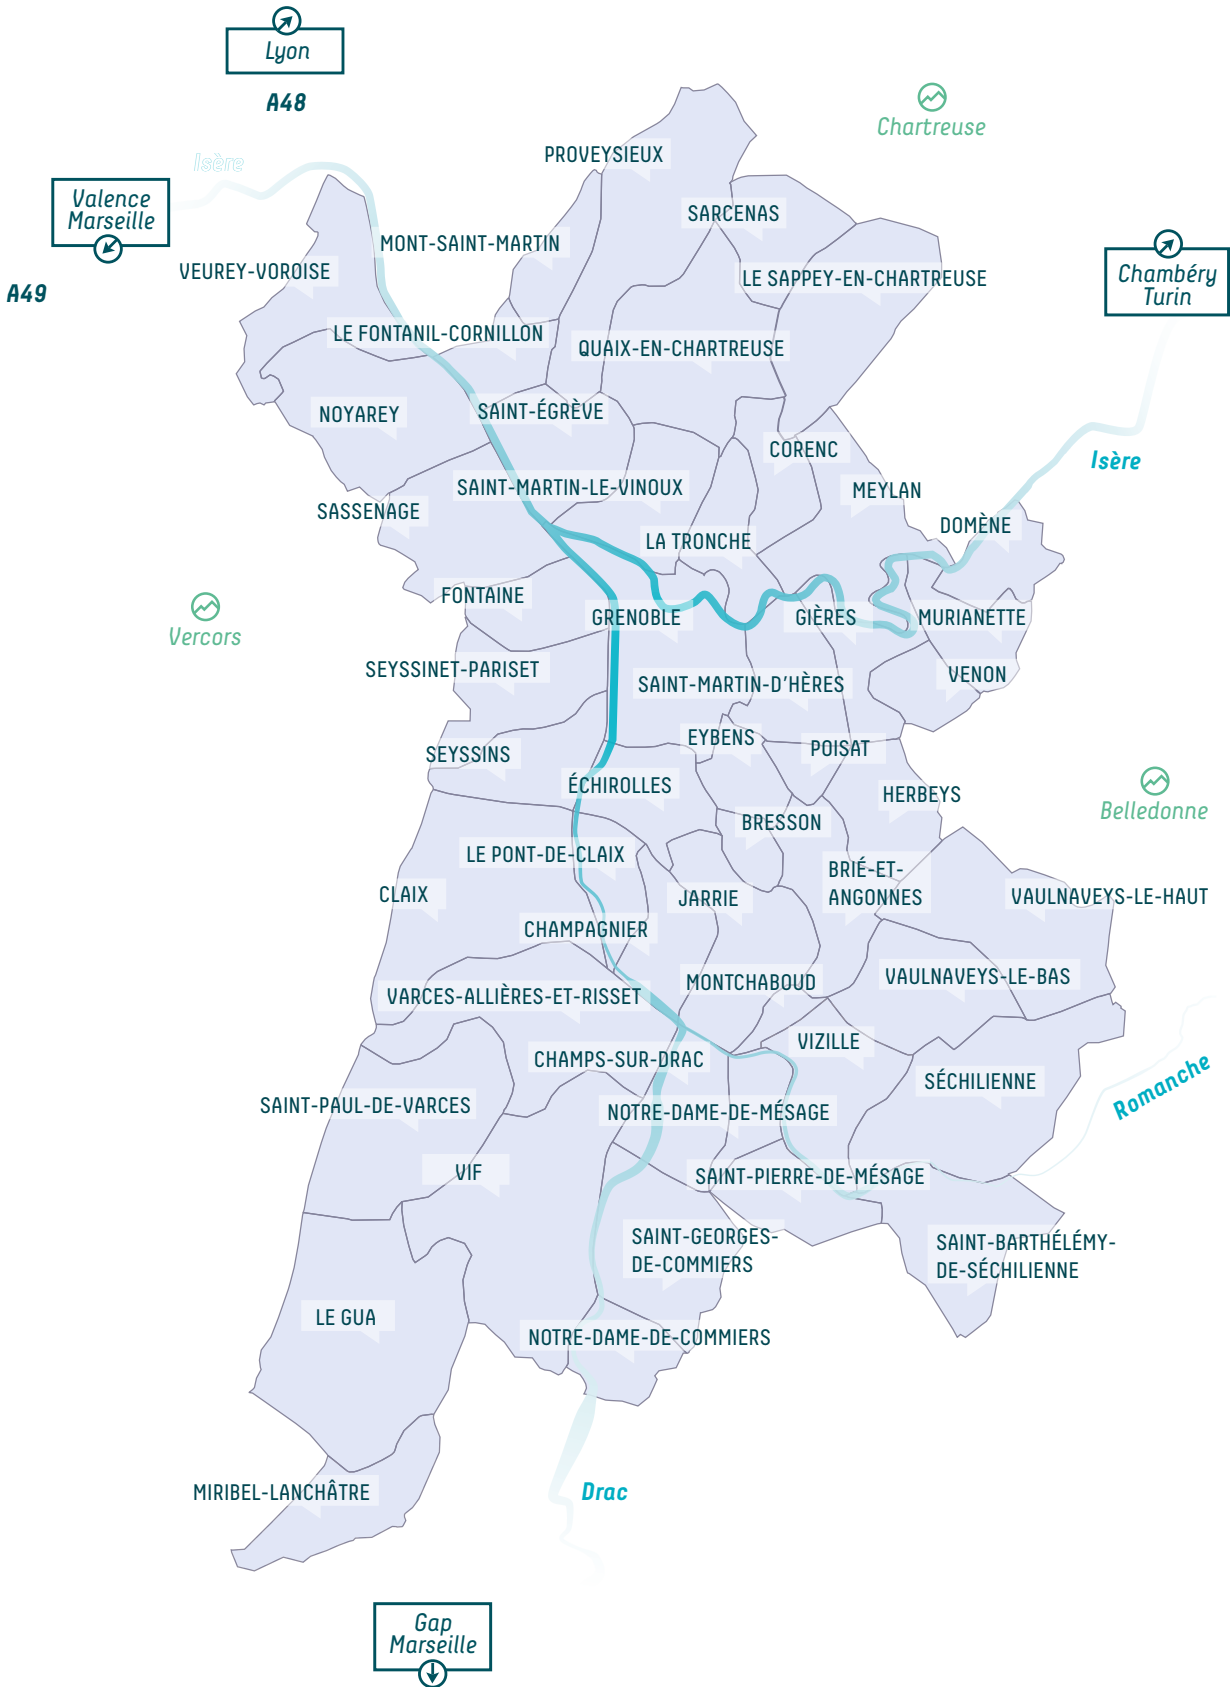 Lyon
A48
Chartreuse
PROVEYSIEUX
Isère
Valence
Marseille
SARCENAS
MONT-SAINT-MARTIN
VEUREY-VOROISE
LE SAPPEY-EN-CHARTREUSE
Chambéry
Turin
A49
LE FONTANIL-CORNILLON
QUAIX-EN-CHARTREUSE
NOYAREY
SAINT-ÉGRÈVE
CORENC
Isère
SAINT-MARTIN-LE-VINOUX
MEYLAN
SASSENAGE
DOMÈNE
LA TRONCHE
FONTAINE
GRENOBLE
GIÈRES
MURIANETTE
Vercors
SEYSSINET-PARISET
SAINT-MARTIN-D'HÈRES
VENON
SEYSSINS
EYBENS
POISAT
ÉCHIROLLES
HERBEYS
Belledonne
BRESSON
LE PONT-DE-CLAIX
BRIÉ-ET-
ANGONNES
CLAIX
JARRIE
VAULNAVEYS-LE-HAUT
CHAMPAGNIER
VARCES-ALLIÈRES-ET-RISSET
MONTCHABOUD
VAULNAVEYS-LE-BAS
VIZILLE
CHAMPS-SUR-DRAC
SÉCHILIENNE
Romanche
SAINT-PAUL-DE-VARCES
NOTRE-DAME-DE-MÉSAGE
VIF
SAINT-PIERRE-DE-MÉSAGE
SAINT-GEORGES-
DE-COMMIERS
SAINT-BARTHÉLÉMY-
DE-SÉCHILIENNE
LE GUA
NOTRE-DAME-DE-COMMIERS
MIRIBEL-LANCHÂTRE
Drac
Gap
Marseille